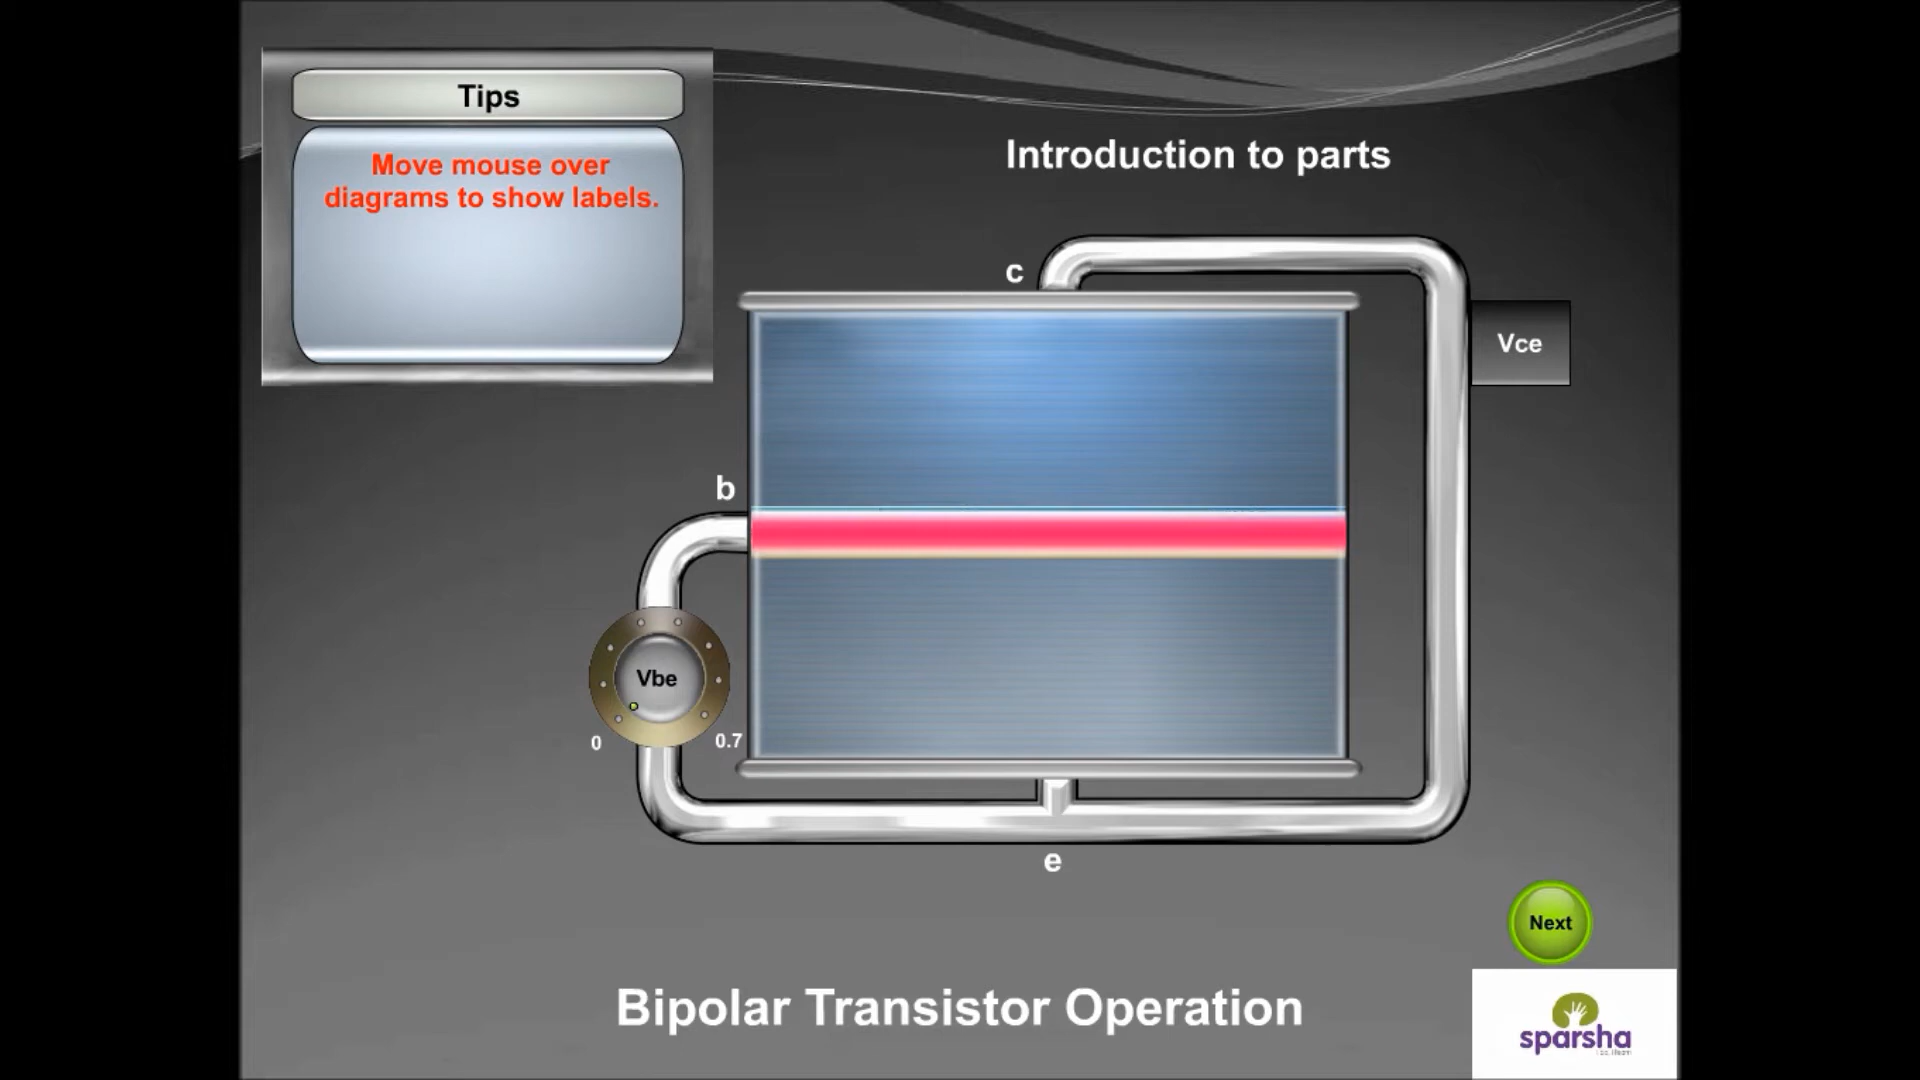 Tips
Move mouse over
diagrams to show labels.
Introduction to parts
c
Vce
b
Vbe
0
0.7
e
Next
Bipolar Transistor Operation
sparsha